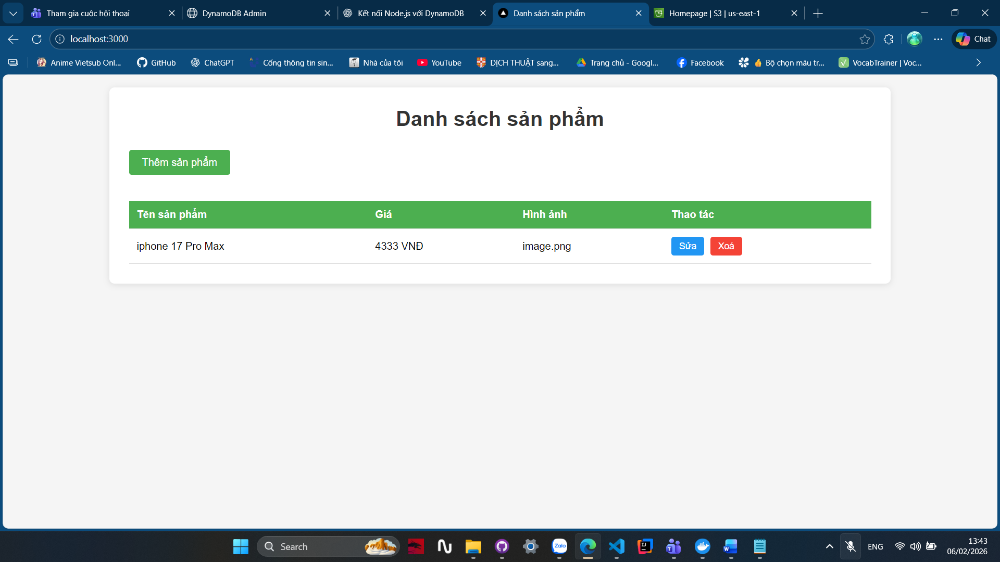 Tham gia cuộc hội thoại
DynamoDB Admin
Kết nối Node.js với DynamoDB
Danh sách sản phẩm
Homepage | S3 | us-east-1
localhost:3000
Chat
Anime Vietsub Onl...
GitHub
ChatGPT
Cổng thông tin sin...
Nhà của tôi
YouTube
DỊCH THUẬT sang...
Trang chủ - Googl...
Facebook
Bộ chọn màu tr...
VocabTrainer | Voc...
Danh sách sản phẩm
Thêm sản phẩm
Tên sản phẩm Giá Hình ảnh Thao tác
iphone 17 Pro Max 4333 VNĐ image.png Sửa Xoá
Search
Zalo
IJ
T
W
ENG
13:43
06/02/2026